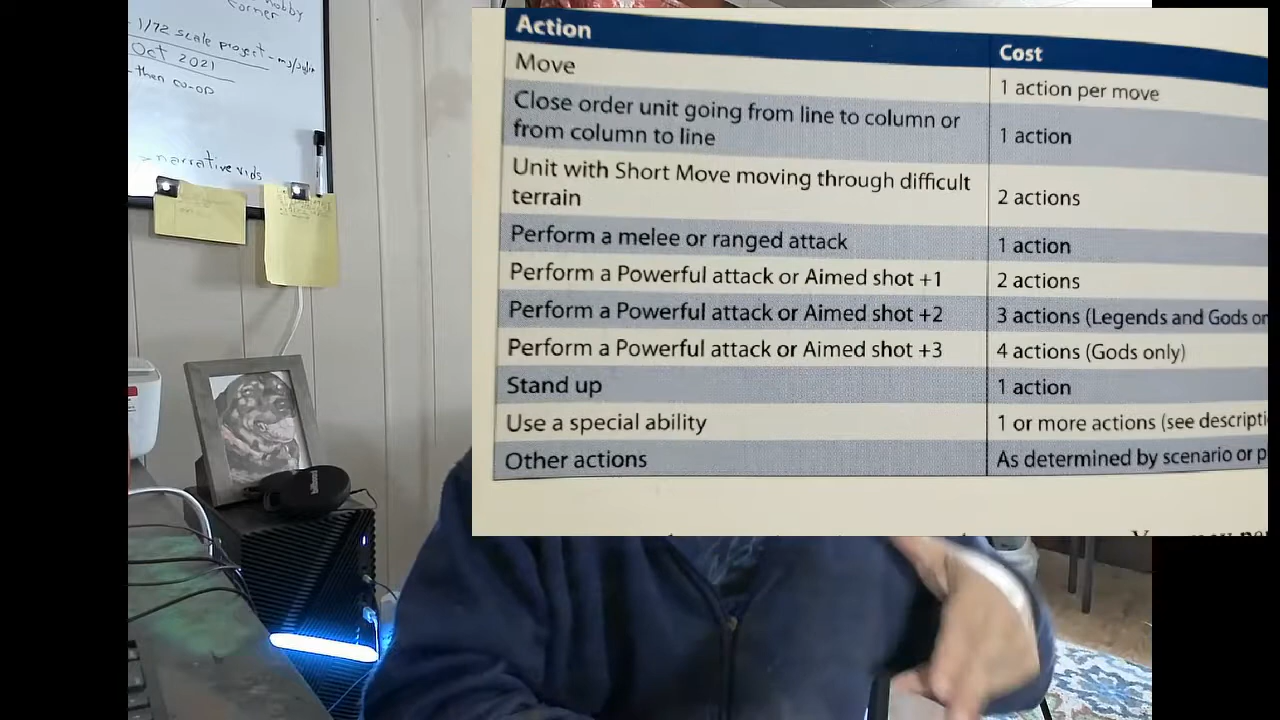 hobby
corner
- 1/72 scale project -
Oct 2021
- then co-op
narrative vids
Action Cost
Move 1 action per move
Close order unit going from line to column or
from column to line 1 action
Unit with Short Move moving through difficult
terrain 2 actions
Perform a melee or ranged attack 1 action
Perform a Powerful attack or Aimed shot +1 2 actions
Perform a Powerful attack or Aimed shot +2 3 actions (Legends and Gods
Perform a Powerful attack or Aimed shot +3 4 actions (Gods only)
Stand up 1 action
Use a special ability 1 or more actions (see
Other actions As determined by scenario or